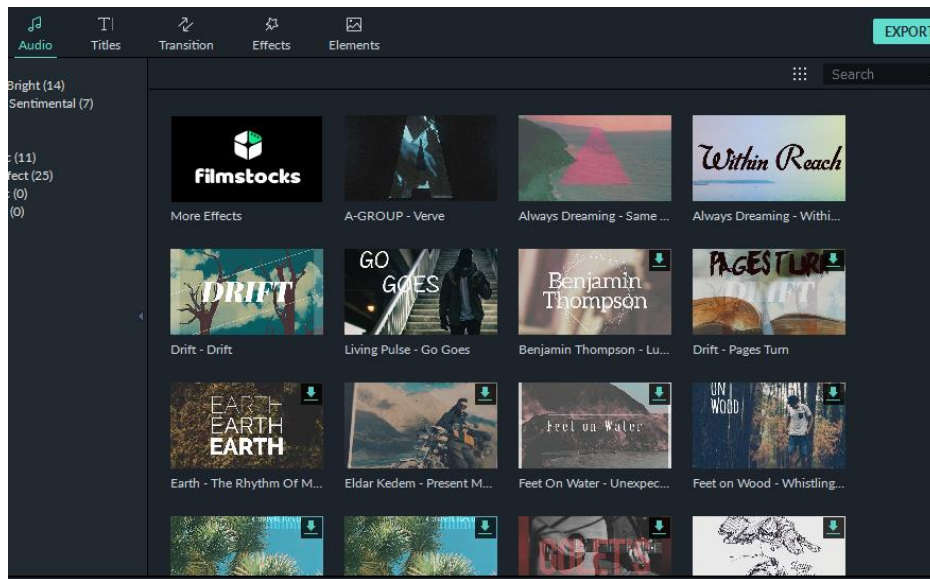 Audio
Titles
Transition
Effects
Elements
EXPORT
Bright (14)
Sentimental (7)
(11)
(25)
(0)
(0)
Search
filmstocks
More Effects
A
A-GROUP - Verve
Always Dreaming - Same ...
Within Reach
Always Dreaming - Withi...
DRIFT
Drift - Drift
GO
GOES
Living Pulse - Go Goes
Benjamin
Thompson
Benjamin Thompson - Lu...
PAGES TURN
DRIFT
Drift - Pages Turn
EARTH
EARTH
EARTH
Earth - The Rhythm Of M...
Eldar Kedem - Present M...
Feet on Water
Feet On Water - Unexpec...
ON
WOOD
Feet on Wood - Whistling...